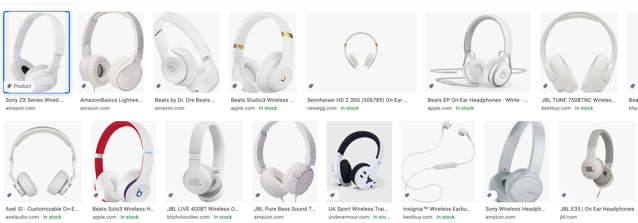 Product
Sony ZX Series Wired ...
amazon.com
AmazonBasics Lightwe...
amazon.com
Beats by Dr. Dre Beats ...
amazon.com
Beats Studio3 Wireless ...
apple.com · In stock
Sennheiser HD 2.30G (506789) On-Ear ...
newegg.com · In stock
Beats EP On-Ear Headphones - White - ...
apple.com · In stock
JBL TUNE 750BTNC Wireles...
bestbuy.com · In stock
Bea
bhp
Axel ID - Customizable On-E...
axelaudio.com · In stock
Beats Solo3 Wireless H...
apple.com · In stock
JBL LIVE 400BT Wireless O...
bhphotovideo.com · In stock
JBL Pure Bass Sound T...
amazon.com
UA Sport Wireless Trai...
underarmour.com · In sto...
Insignia™ Wireless Earbu...
bestbuy.com · In stock
Sony Wireless Headph...
amazon.com
JBL E35 | On Ear Headphones
jbl.com